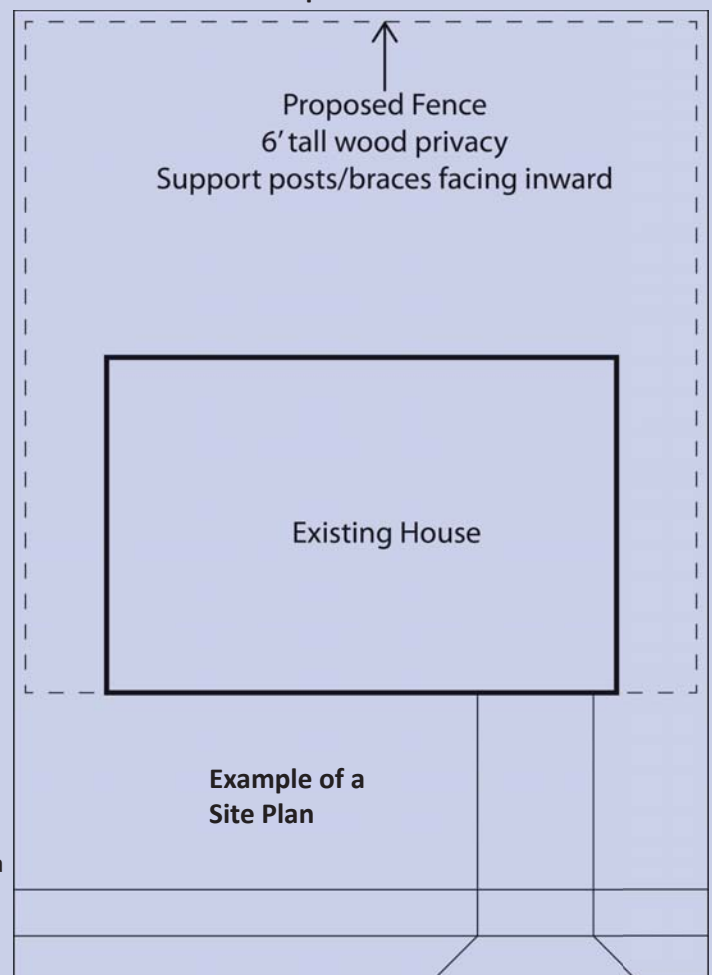 Proposed Fence
6’ tall wood privacy
Support posts/braces facing inward
Existing House
Example of a
Site Plan